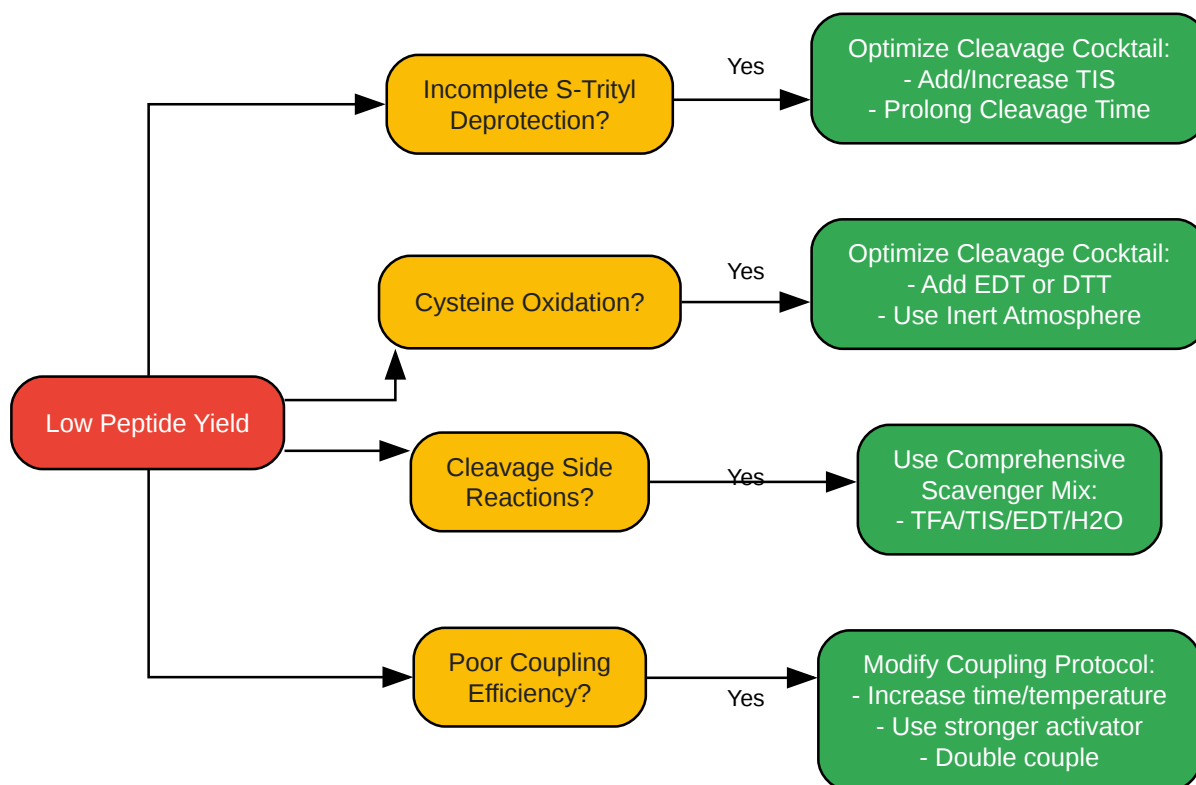 Low Peptide Yield
Incomplete S-Trityl
Deprotection?
Yes
Optimize Cleavage Cocktail:
- Add/Increase TIS
- Prolong Cleavage Time
Cysteine Oxidation?
Yes
Optimize Cleavage Cocktail:
- Add EDT or DTT
- Use Inert Atmosphere
Cleavage Side
Reactions?
Yes
Use Comprehensive
Scavenger Mix:
- TFA/TIS/EDT/H2O
Poor Coupling
Efficiency?
Yes
Modify Coupling Protocol:
- Increase time/temperature
- Use stronger activator
- Double couple